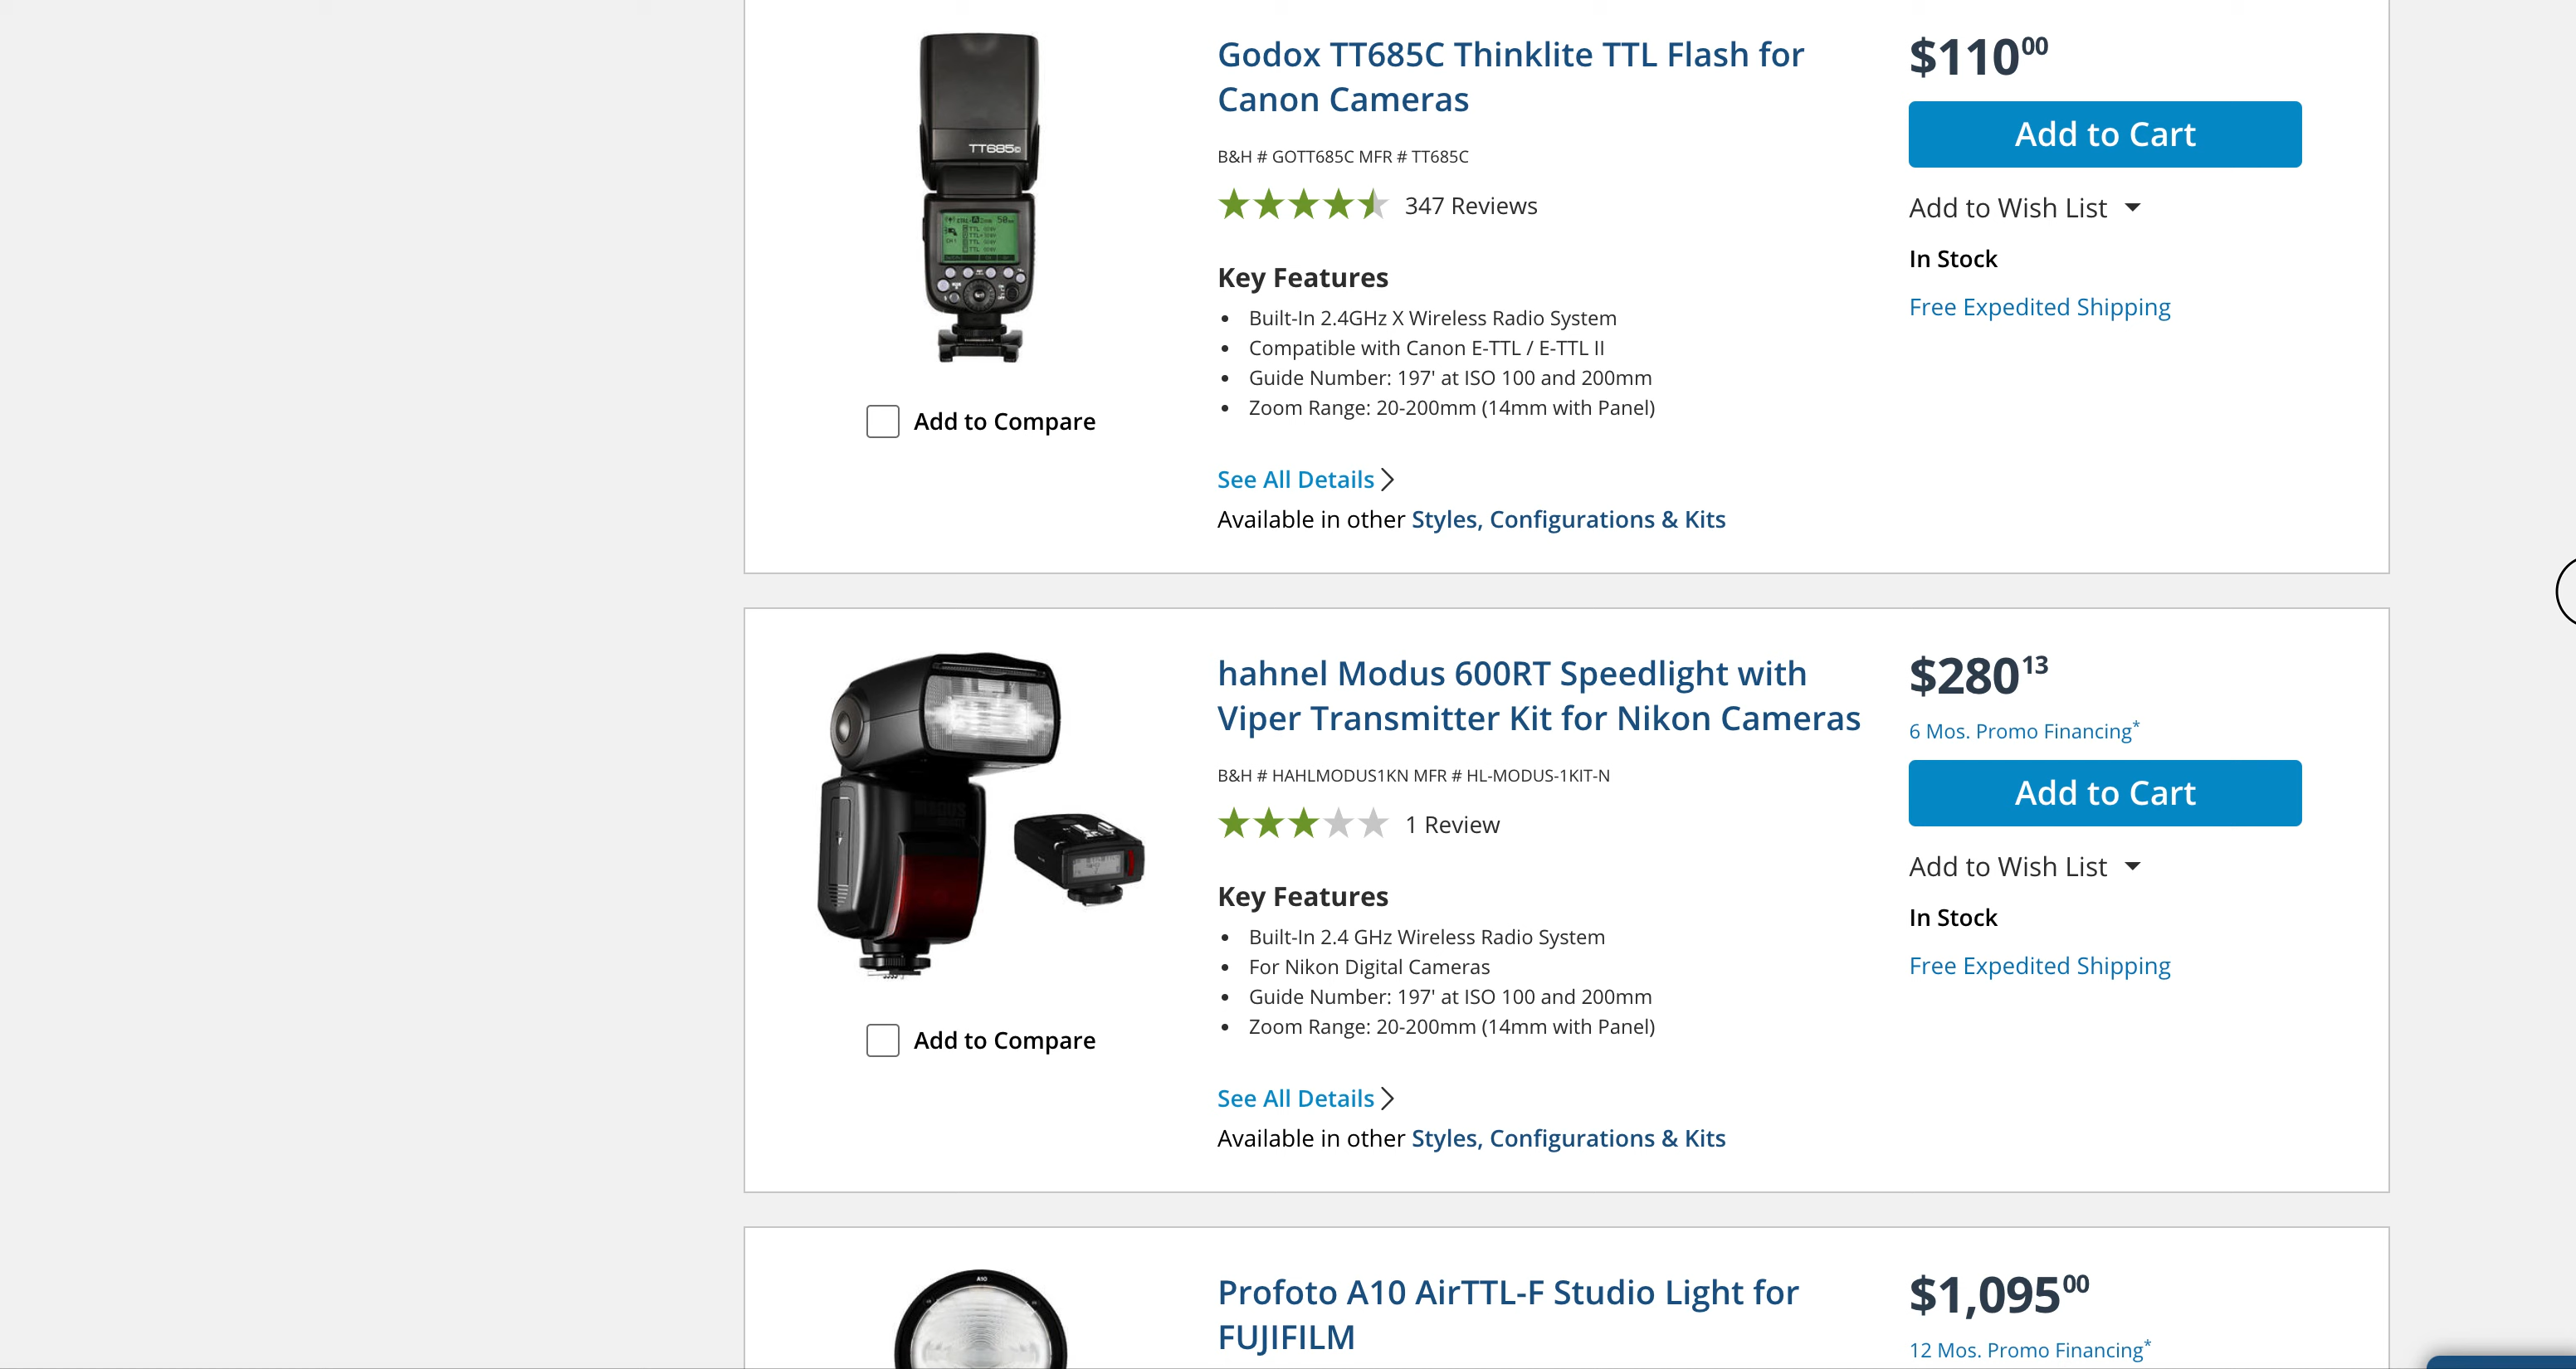 Godox TT685C Thinklite TTL Flash for
Canon Cameras
B&H # GOTT685C MFR # TT685C
347 Reviews
Key Features
• Built-In 2.4GHz X Wireless Radio System
• Compatible with Canon E-TTL / E-TTL II
• Guide Number: 197' at ISO 100 and 200mm
• Zoom Range: 20-200mm (14mm with Panel)
See All Details
Available in other Styles, Configurations & Kits
TT685C
Add to Compare
$110 00
Add to Cart
Add to Wish List
In Stock
Free Expedited Shipping
hahnel Modus 600RT Speedlight with
Viper Transmitter Kit for Nikon Cameras
B&H # HAHLMODUS1KN MFR # HL-MODUS-1KIT-N
1 Review
Key Features
• Built-In 2.4 GHz Wireless Radio System
• For Nikon Digital Cameras
• Guide Number: 197' at ISO 100 and 200mm
• Zoom Range: 20-200mm (14mm with Panel)
See All Details
Available in other Styles, Configurations & Kits
Add to Compare
$280 13
6 Mos. Promo Financing*
Add to Cart
Add to Wish List
In Stock
Free Expedited Shipping
A10
Profoto A10 AirTTL-F Studio Light for
FUJIFILM
$1,095 00
12 Mos. Promo Financing*